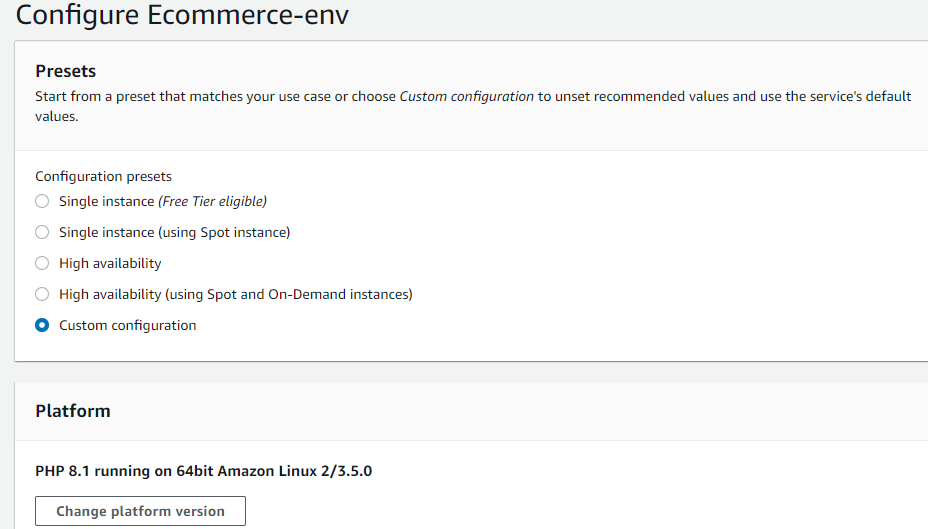 Configure Ecommerce-env
Presets
Start from a preset that matches your use case or choose Custom configuration to unset recommended values and use the service's default
values.
Configuration presets
Single instance (Free Tier eligible)
Single instance (using Spot instance)
High availability
High availability (using Spot and On-Demand instances)
Custom configuration
Platform
PHP 8.1 running on 64bit Amazon Linux 2/3.5.0
Change platform version